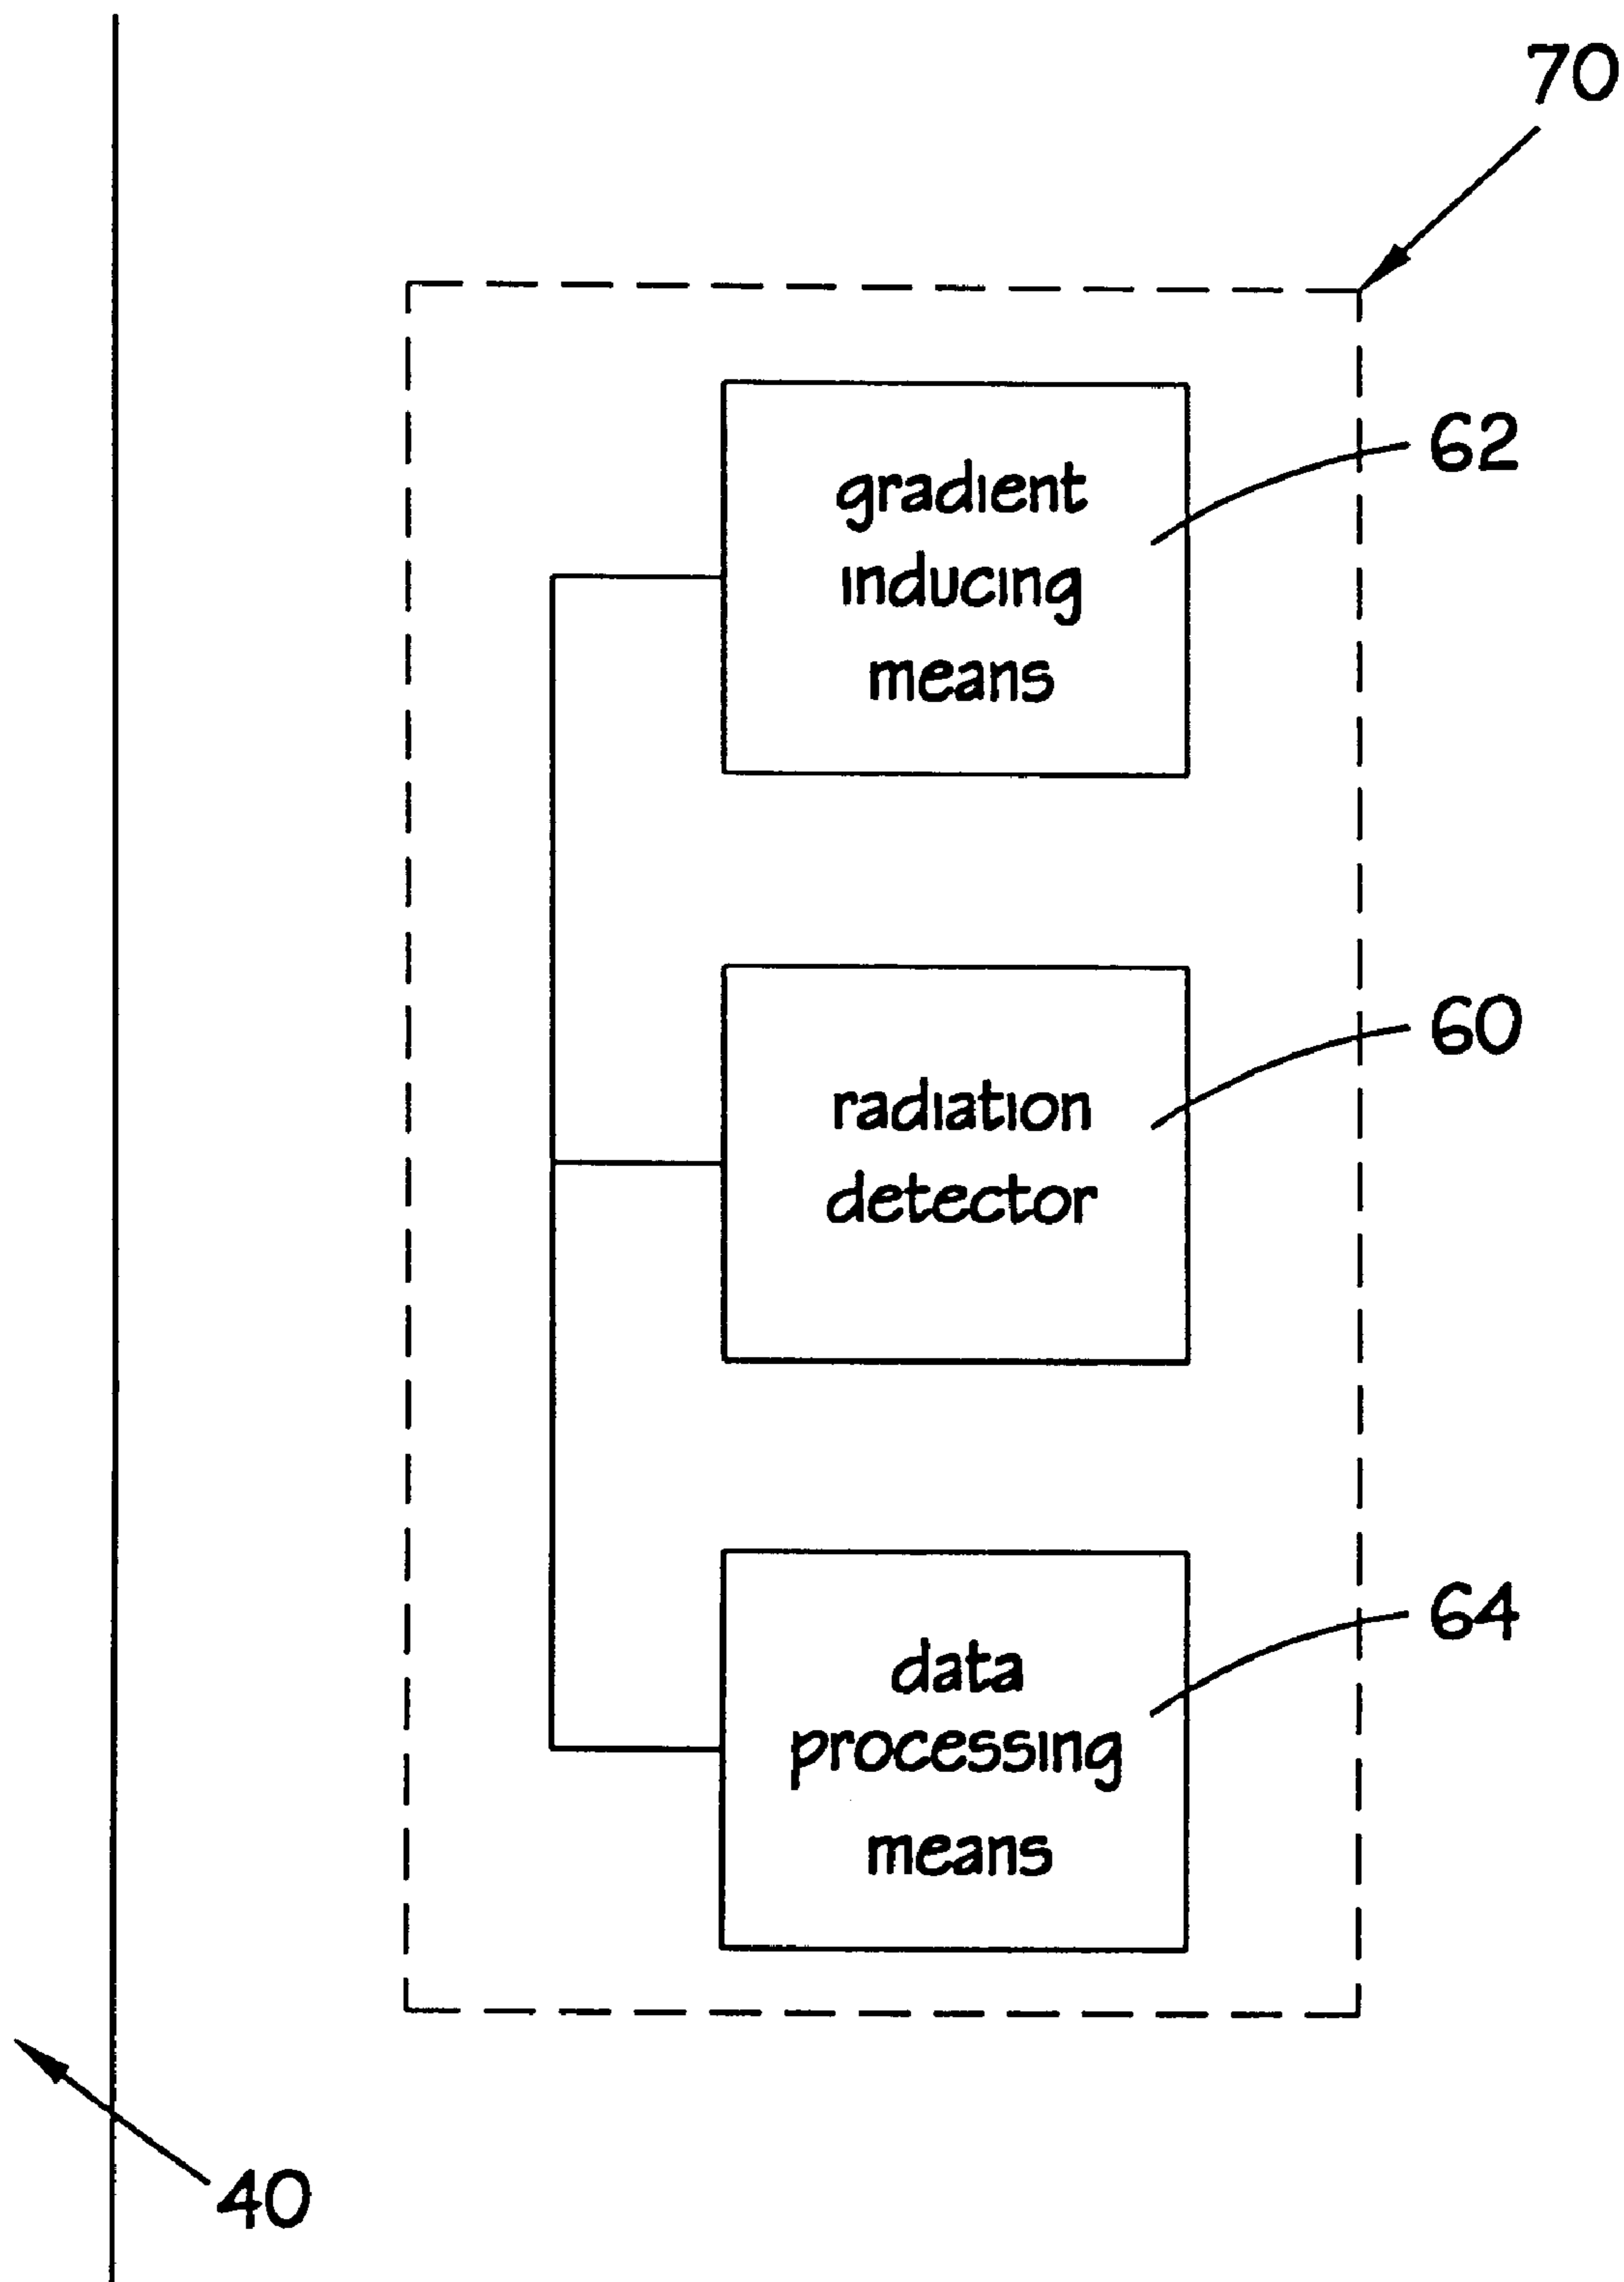 70
gradient
inducing
means
62
radiation
detector
60
data
processing
means
64
40